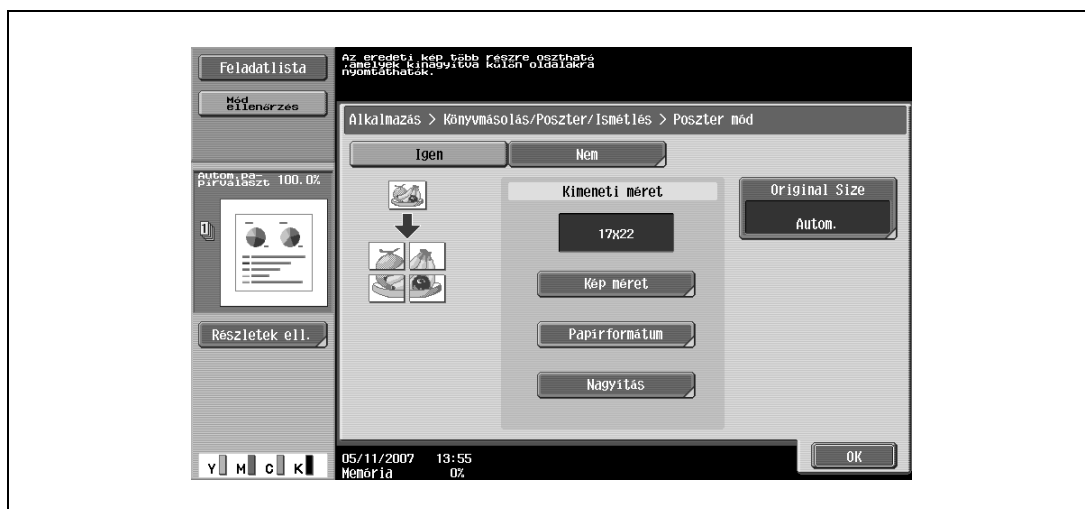 Feladatlista
Mód
ellenőrzés
Az eredeti kép több részre osztható
,amelyek kinagyítva külön oldalakra
nyomtathatók.
Alkalmazás > Könyvmásolás/Poszter/Ismétlés > Poszter mód
Igen
Nem
Autom.pa-
pírválaszt 100.0%
1
Kimeneti méret
17x22
Original Size
Autom.
Kép méret
Papírformátum
Nagyítás
Részletek ell.
Y M C K
05/11/2007 13:55
Memória 0%
OK